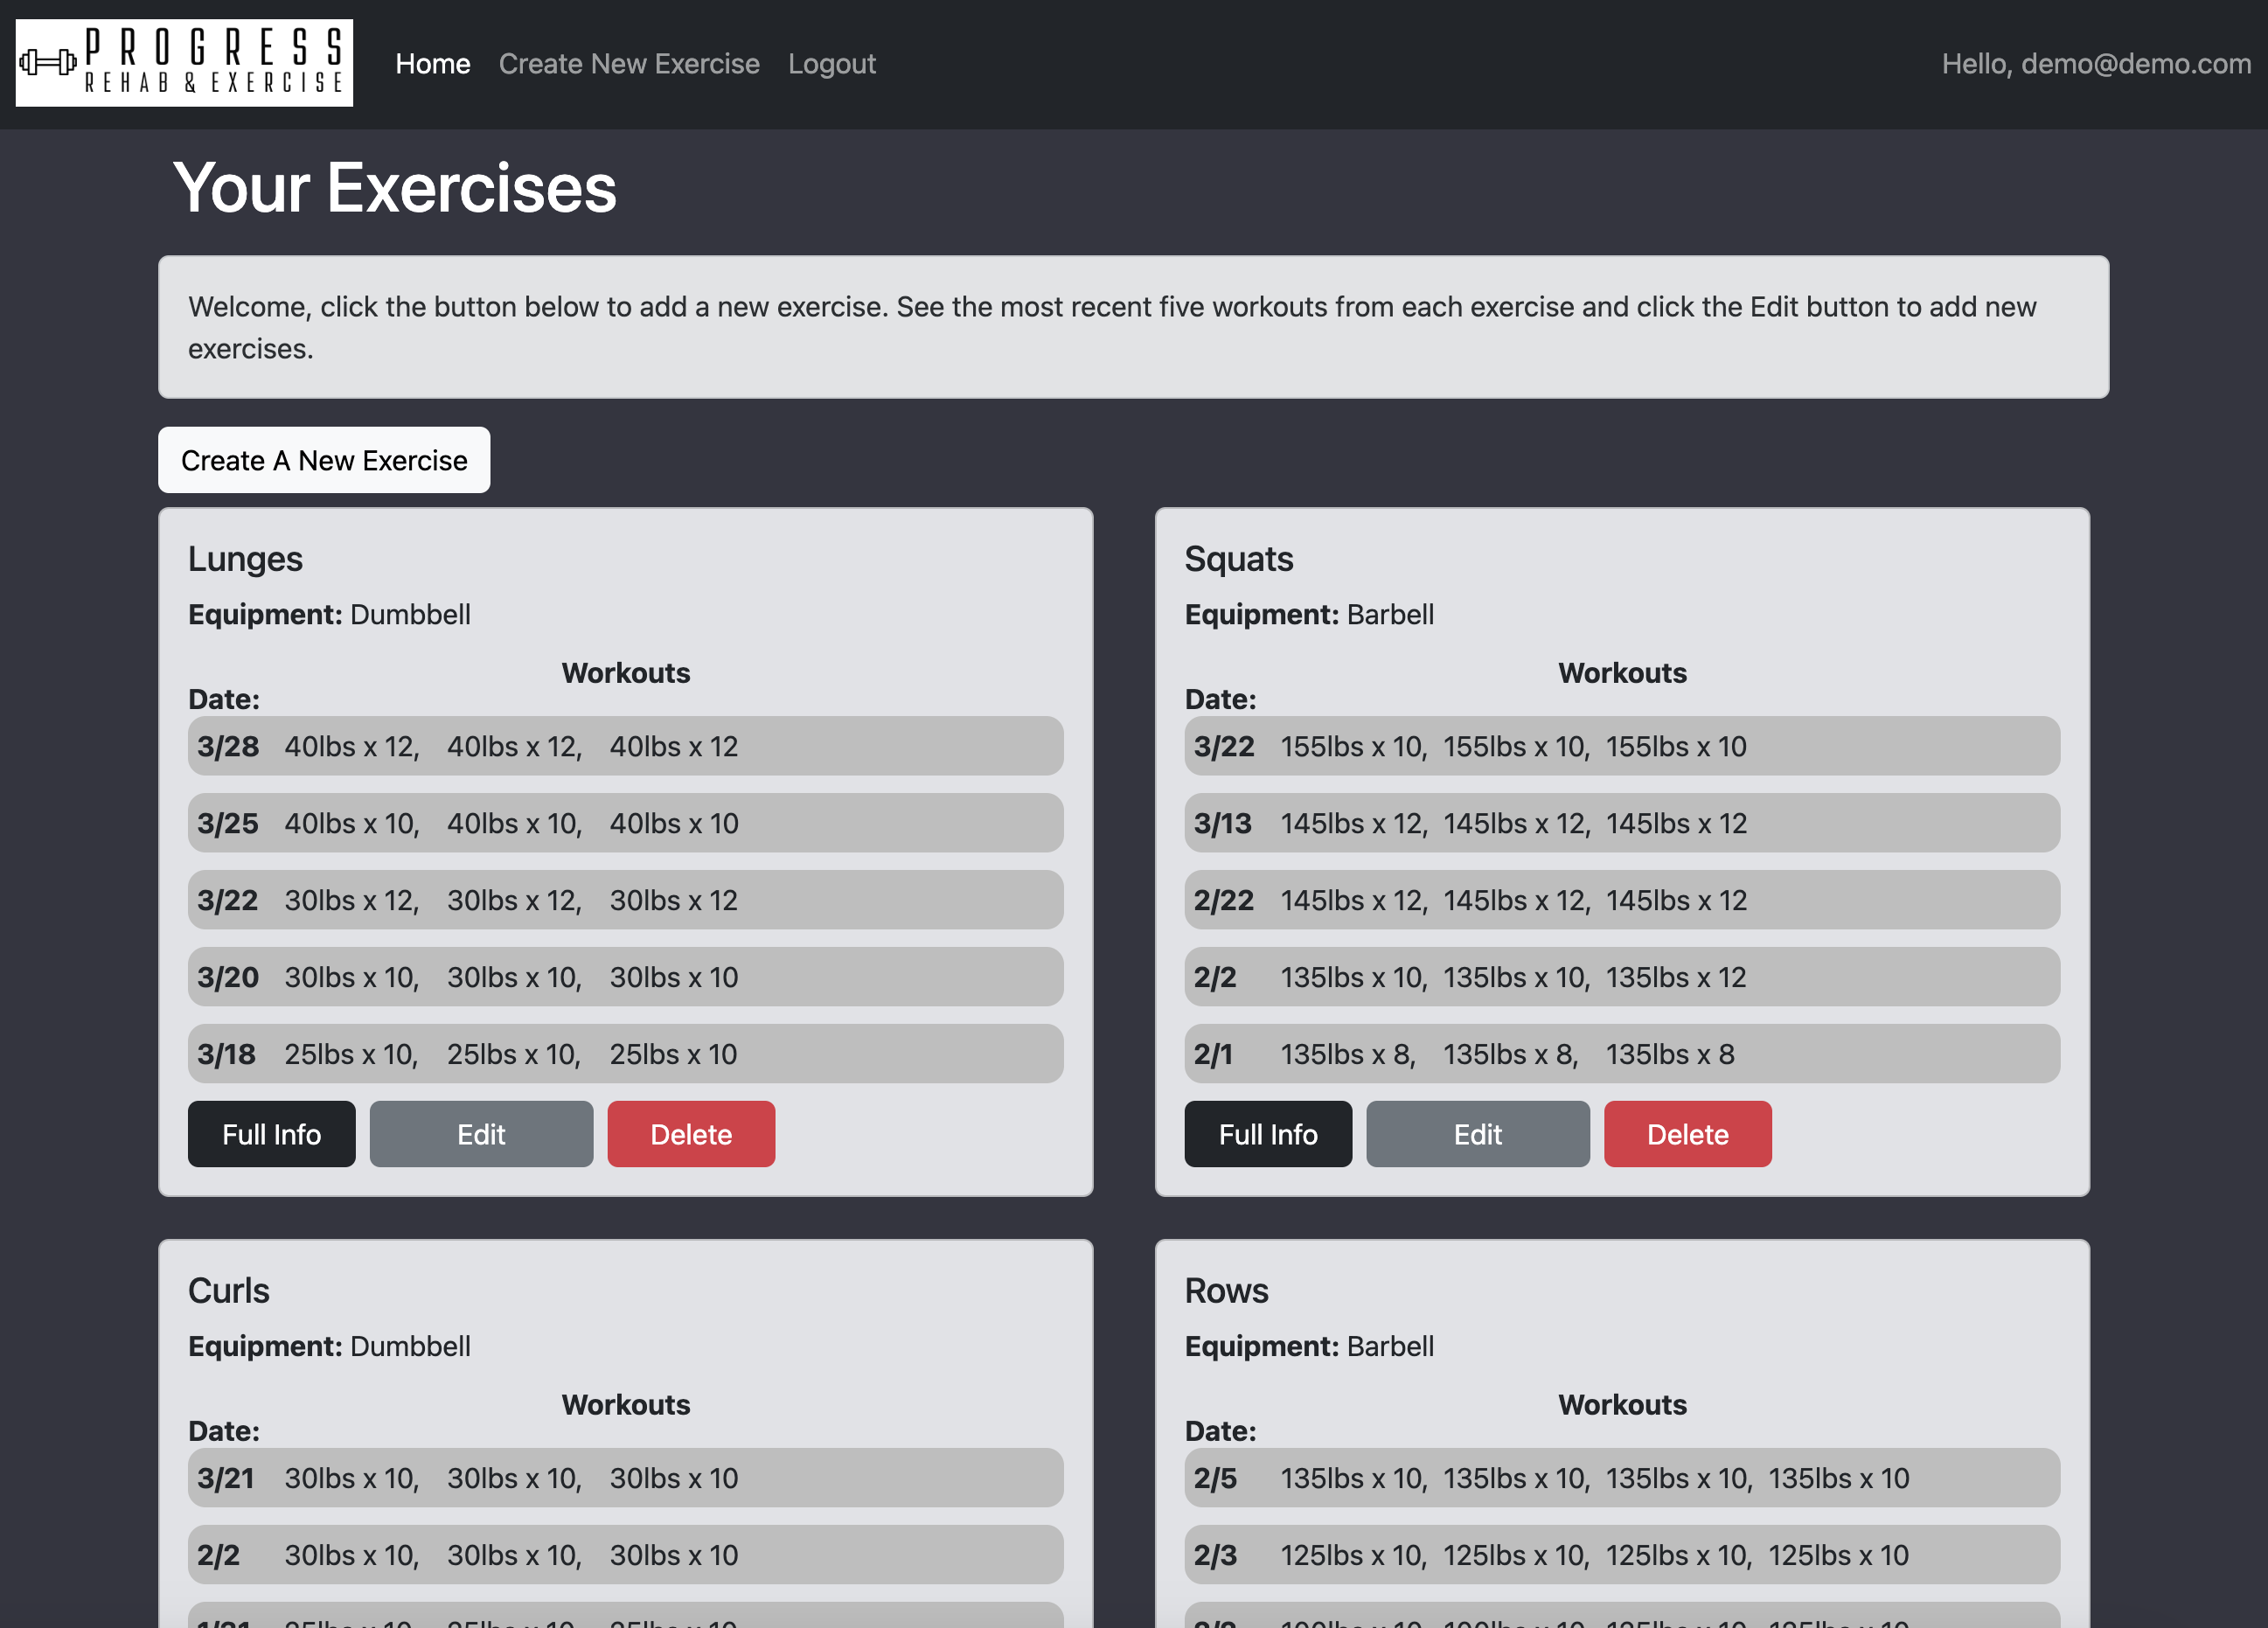 PROGRESS
REHAB & EXERCISE
Home
Create New Exercise
Logout
Hello, demo@demo.com
Your Exercises
Welcome, click the button below to add a new exercise. See the most recent five workouts from each exercise and click the Edit button to add new
exercises.
Create A New Exercise
Lunges
Equipment: Dumbbell
Workouts
Date:
3/28 40lbs x 12, 40lbs x 12, 40lbs x 12
3/25 40lbs x 10, 40lbs x 10, 40lbs x 10
3/22 30lbs x 12, 30lbs x 12, 30lbs x 12
3/20 30lbs x 10, 30lbs x 10, 30lbs x 10
3/18 25lbs x 10, 25lbs x 10, 25lbs x 10
Full Info Edit Delete
Squats
Equipment: Barbell
Workouts
Date:
3/22 155lbs x 10, 155lbs x 10, 155lbs x 10
3/13 145lbs x 12, 145lbs x 12, 145lbs x 12
2/22 145lbs x 12, 145lbs x 12, 145lbs x 12
2/2 135lbs x 10, 135lbs x 10, 135lbs x 12
2/1 135lbs x 8, 135lbs x 8, 135lbs x 8
Full Info Edit Delete
Curls
Equipment: Dumbbell
Workouts
Date:
3/21 30lbs x 10, 30lbs x 10, 30lbs x 10
2/2 30lbs x 10, 30lbs x 10, 30lbs x 10
Rows
Equipment: Barbell
Workouts
Date:
2/5 135lbs x 10, 135lbs x 10, 135lbs x 10, 135lbs x 10
2/3 125lbs x 10, 125lbs x 10, 125lbs x 10, 125lbs x 10